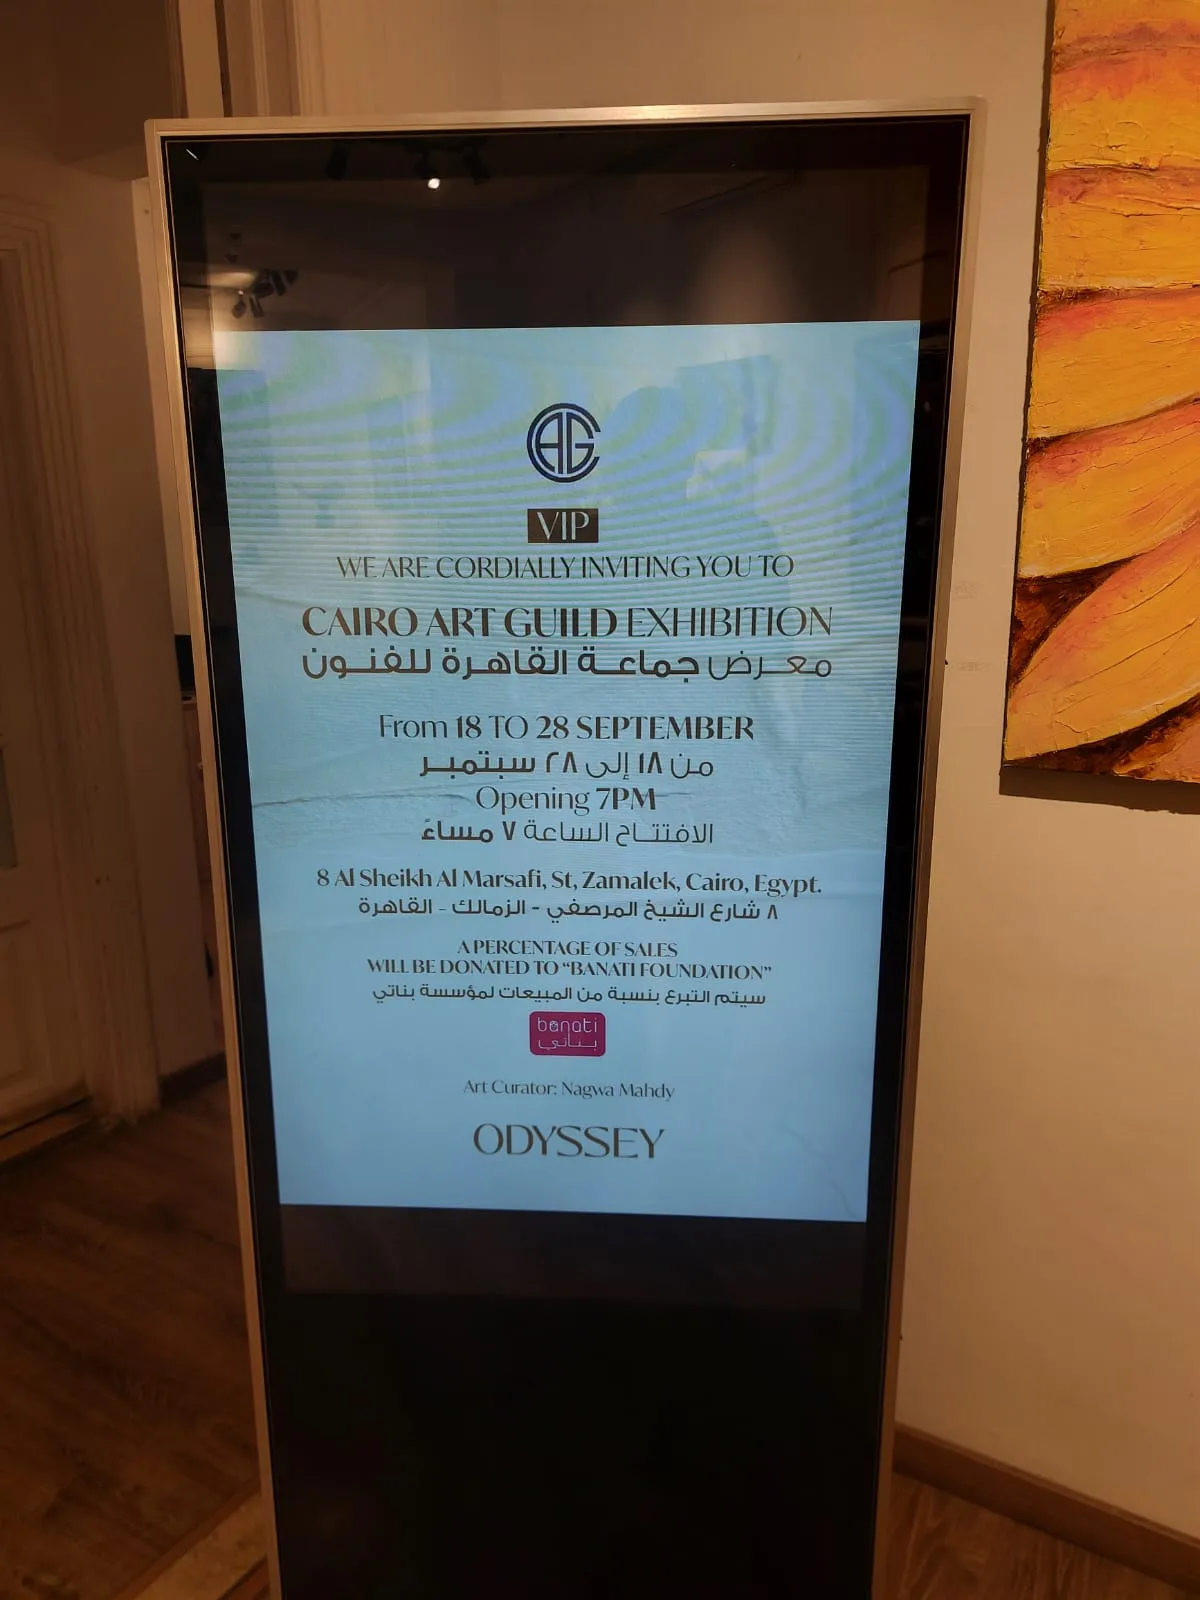 CAG
VIP
WE ARE CORDIALLY INVITING YOU TO
CAIRO ART GUILD EXHIBITION
معرض جماعة القاهرة للفنون
From 18 TO 28 SEPTEMBER
من ١٨ إلى ٢٨ سبتمبر
Opening 7PM
الافتتاح الساعة ٧ مساءً
8 Al Sheikh Al Marsafi, St, Zamalek, Cairo, Egypt.
٨ شارع الشيخ المرصفي - الزمالك - القاهرة
A PERCENTAGE OF SALES
WILL BE DONATED TO “BANATI FOUNDATION”
سيتم التبرع بنسبة من المبيعات لمؤسسة بناتي
banati
بناتي
Art Curator: Nagwa Mahdy
ODYSSEY